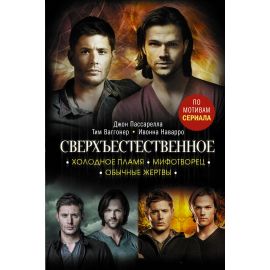 ПО
МОТИВАМ
СЕРИАЛА
Джон Пассарелла
Тим Ваггонер • Ивонна Наварро
СВЕРХЪЕСТЕСТВЕННОЕ
• ХОЛОДНОЕ ПЛАМЯ • МИФОТВОРЕЦ •
• ОБЫЧНЫЕ ЖЕРТВЫ •